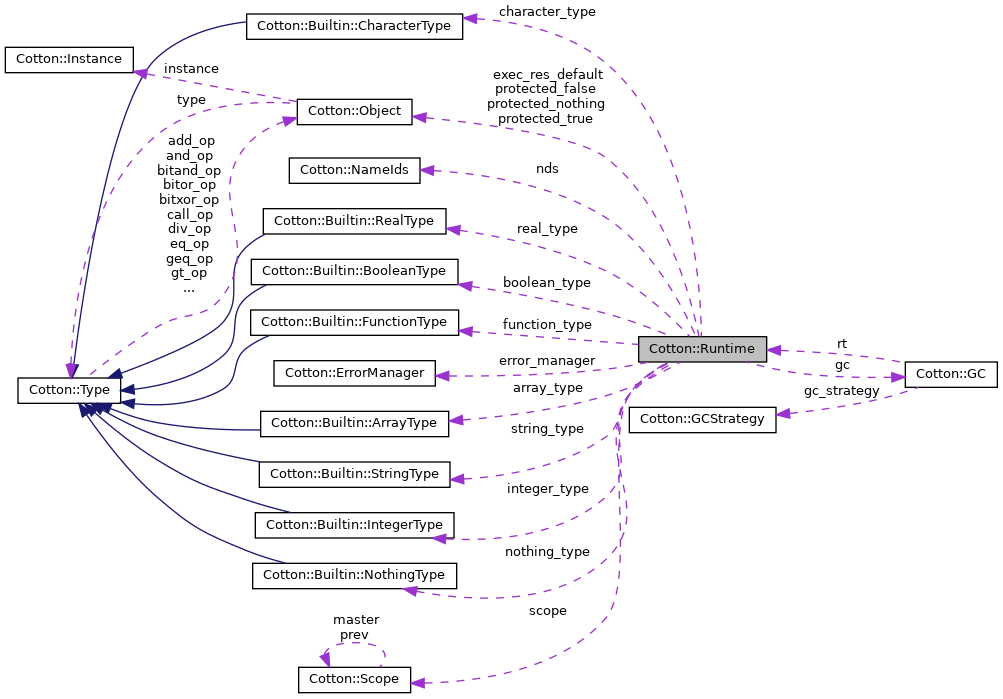 character_type
Cotton::Builtin::CharacterType
Cotton::Instance
instance
exec_res_default
protected_false
protected_nothing
protected_true
type
Cotton::Object
add_op
and_op
bitand_op
bitor_op
bitxor_op
call_op
div_op
eq_op
geq_op
gt_op
...
nds
Cotton::NameIds
Cotton::Builtin::RealType
real_type
Cotton::Builtin::BooleanType
boolean_type
Cotton::Builtin::FunctionType
function_type
Cotton::Runtime
rt
gc
Cotton::GC
Cotton::ErrorManager
error_manager
Cotton::Type
array_type
gc_strategy
Cotton::GCStrategy
Cotton::Builtin::ArrayType
string_type
Cotton::Builtin::StringType
integer_type
Cotton::Builtin::IntegerType
nothing_type
Cotton::Builtin::NothingType
scope
master
prev
Cotton::Scope